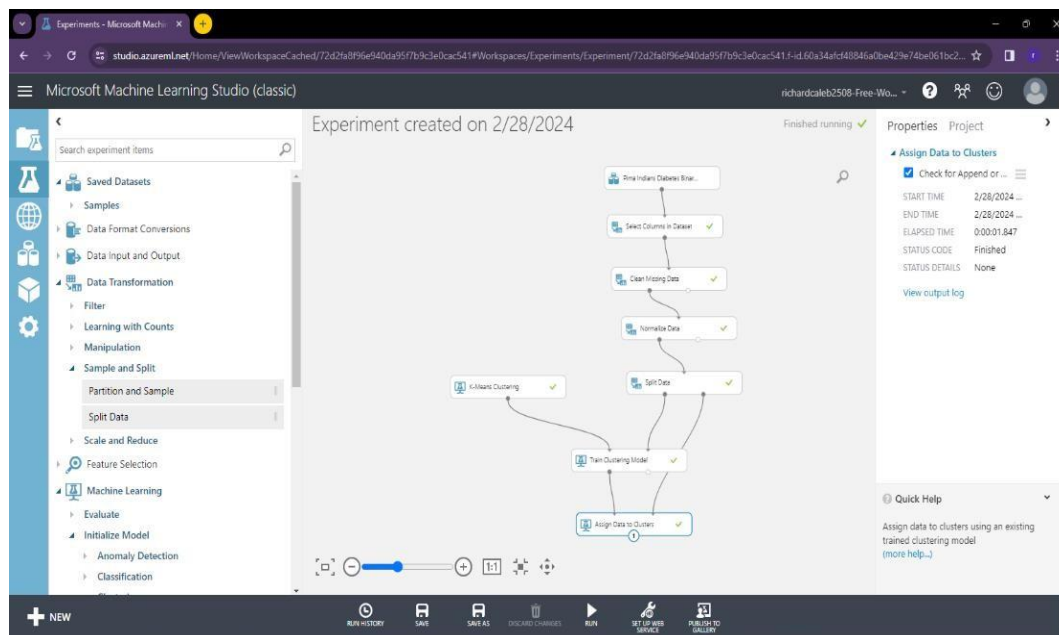 Experiments - Microsoft Machin
studio.azureml.net/Home/ViewWorkspaceCached/72d2fa8f96e940da95f7b9c3e0cac541#Workspaces/Experiments/Experiment/72d2fa8f96e940da95f7b9c3e0cac541.f-id.60a34afcf48846a0be429e74be061bc2...
Microsoft Machine Learning Studio (classic)
richardcaleb2508-Free-Wo...
Search experiment items
Saved Datasets
Samples
Data Format Conversions
Data Input and Output
Data Transformation
Filter
Learning with Counts
Manipulation
Sample and Split
Partition and Sample
Split Data
Scale and Reduce
Feature Selection
Machine Learning
Evaluate
Initialize Model
Anomaly Detection
Classification
Experiment created on 2/28/2024
Finished running
Pima Indians Diabetes Binar...
Select Columns in Dataset
Clean Missing Data
Normalize Data
K-Means Clustering
Split Data
Train Clustering Model
Assign Data to Clusters
1
1:1
Properties Project
Assign Data to Clusters
Check for Append or ...
START TIME 2/28/2024 ...
END TIME 2/28/2024 ...
ELAPSED TIME 0:00:01.847
STATUS CODE Finished
STATUS DETAILS None
View output log
Quick Help
Assign data to clusters using an existing
trained clustering model
(more help...)
NEW
RUN HISTORY
SAVE
SAVE AS
DISCARD CHANGES
RUN
SET UP WEB
SERVICE
PUBLISH TO
GALLERY